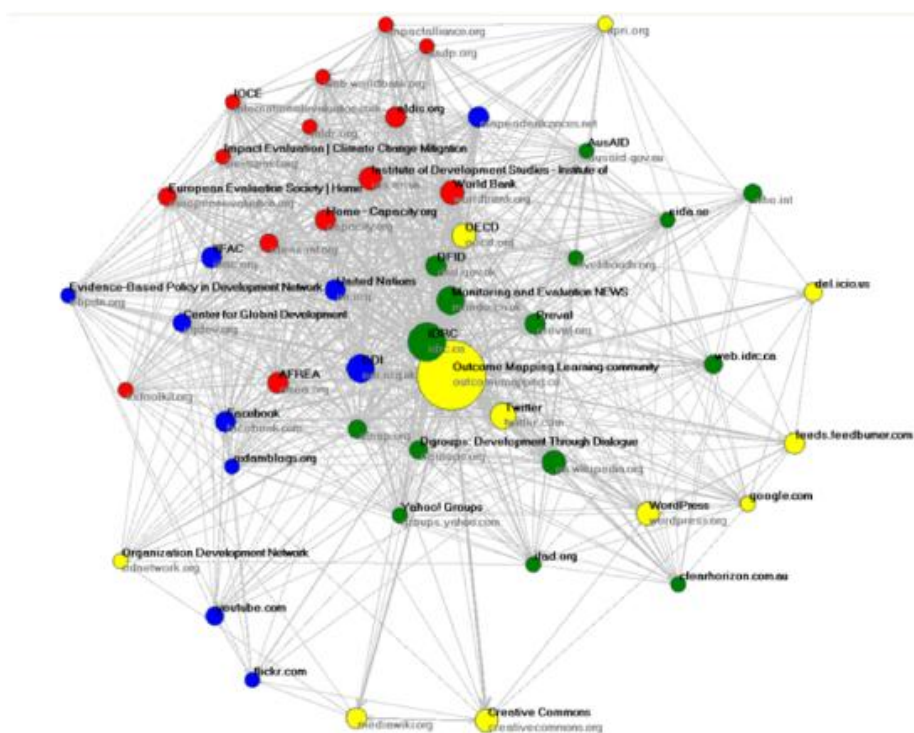 impactalliance.org
IOCE
eldis.org
Impact Evaluation | Climate Change Mitigation
AusAID
ausaid.gov.au
Institute of Development Studies - Institute of
European Evaluation Society | Home
World Bank
worldbank.org
Home - Capacity.org
capacity.org
sida.se
OECD
oecd.org
DFID
United Nations
Evidence-Based Policy in Development Network
Monitoring and Evaluation NEWS
del.icio.us
Center for Global Development
cgdev.org
Preval
IDRC
idrc.ca
web.idrc.ca
Outcome Mapping Learning community
outcomemapping.ca
AFREA
Twitter
twitter.com
Facebook
facebook.com
feeds.feedburner.com
Dgroups: Development Through Dialogue
oxfamblogs.org
google.com
WordPress
wordpress.org
Yahoo! Groups
groups.yahoo.com
Organization Development Network
odnetwork.org
ifad.org
clearhorizon.com.au
youtube.com
flickr.com
mediawiki.org
Creative Commons
creativecommons.org